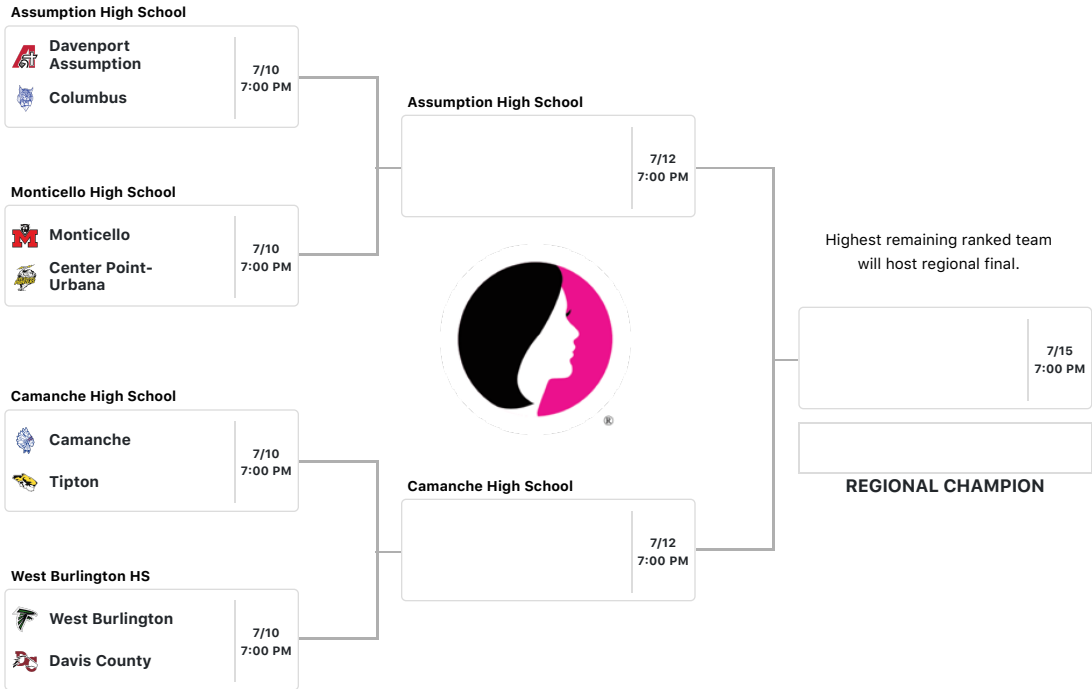 Assumption High School
Davenport
Assumption
Columbus
7/10
7:00 PM
Monticello High School
Monticello
Center Point-
Urbana
7/10
7:00 PM
Camanche High School
Camanche
Tipton
7/10
7:00 PM
West Burlington HS
West Burlington
Davis County
7/10
7:00 PM
Assumption High School
7/12
7:00 PM
®
Camanche High School
7/12
7:00 PM
Highest remaining ranked team
will host regional final.
7/15
7:00 PM
REGIONAL CHAMPION